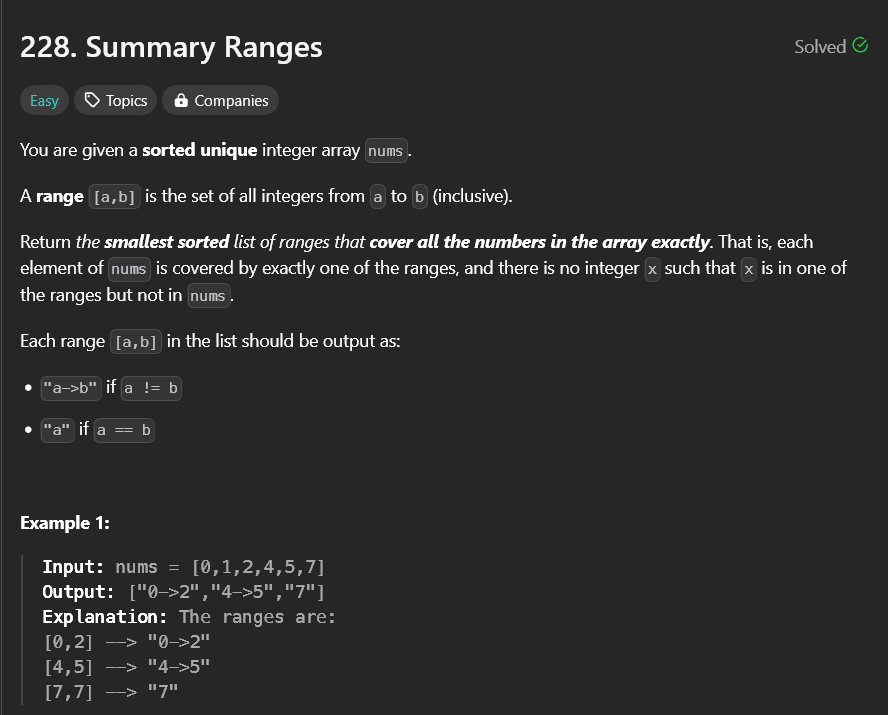 228. Summary Ranges
Solved
Easy
Topics
Companies
You are given a sorted unique integer array nums.
A range [a,b] is the set of all integers from a to b (inclusive).
Return the smallest sorted list of ranges that cover all the numbers in the array exactly. That is, each
element of nums is covered by exactly one of the ranges, and there is no integer x such that x is in one of
the ranges but not in nums.
Each range [a,b] in the list should be output as:
• "a->b" if a != b
• "a" if a == b
Example 1:
Input: nums = [0,1,2,4,5,7]
Output: ["0->2","4->5","7"]
Explanation: The ranges are:
[0,2] --> "0->2"
[4,5] --> "4->5"
[7,7] --> "7"